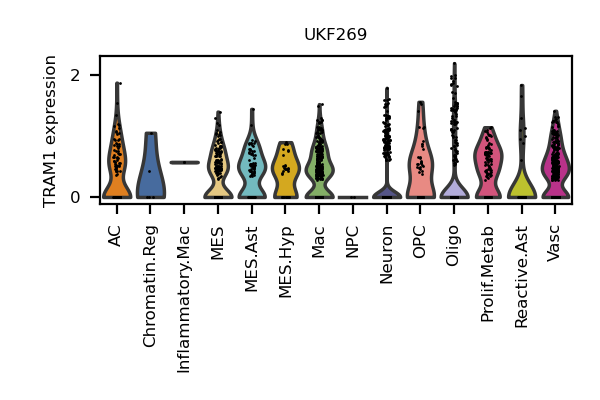 UKF269
TRAM1 expression
2
0
AC
Chromatin.Reg
Inflammatory.Mac
MES
MES.Ast
MES.Hyp
Mac
NPC
Neuron
OPC
Oligo
Prolif.Metab
Reactive.Ast
Vasc